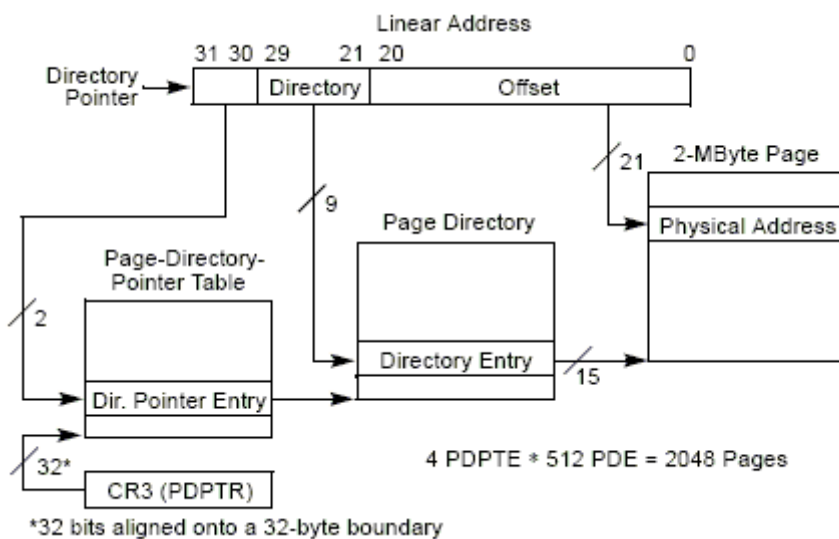 Linear Address
31 30 29 21 20 0
Directory
Pointer
Directory
Offset
21
2-MByte Page
9
Page Directory
Physical Address
Page-Directory-
Pointer Table
2
Directory Entry
15
Dir. Pointer Entry
32*
4 PDPTE * 512 PDE = 2048 Pages
CR3 (PDPTR)
*32 bits aligned onto a 32-byte boundary